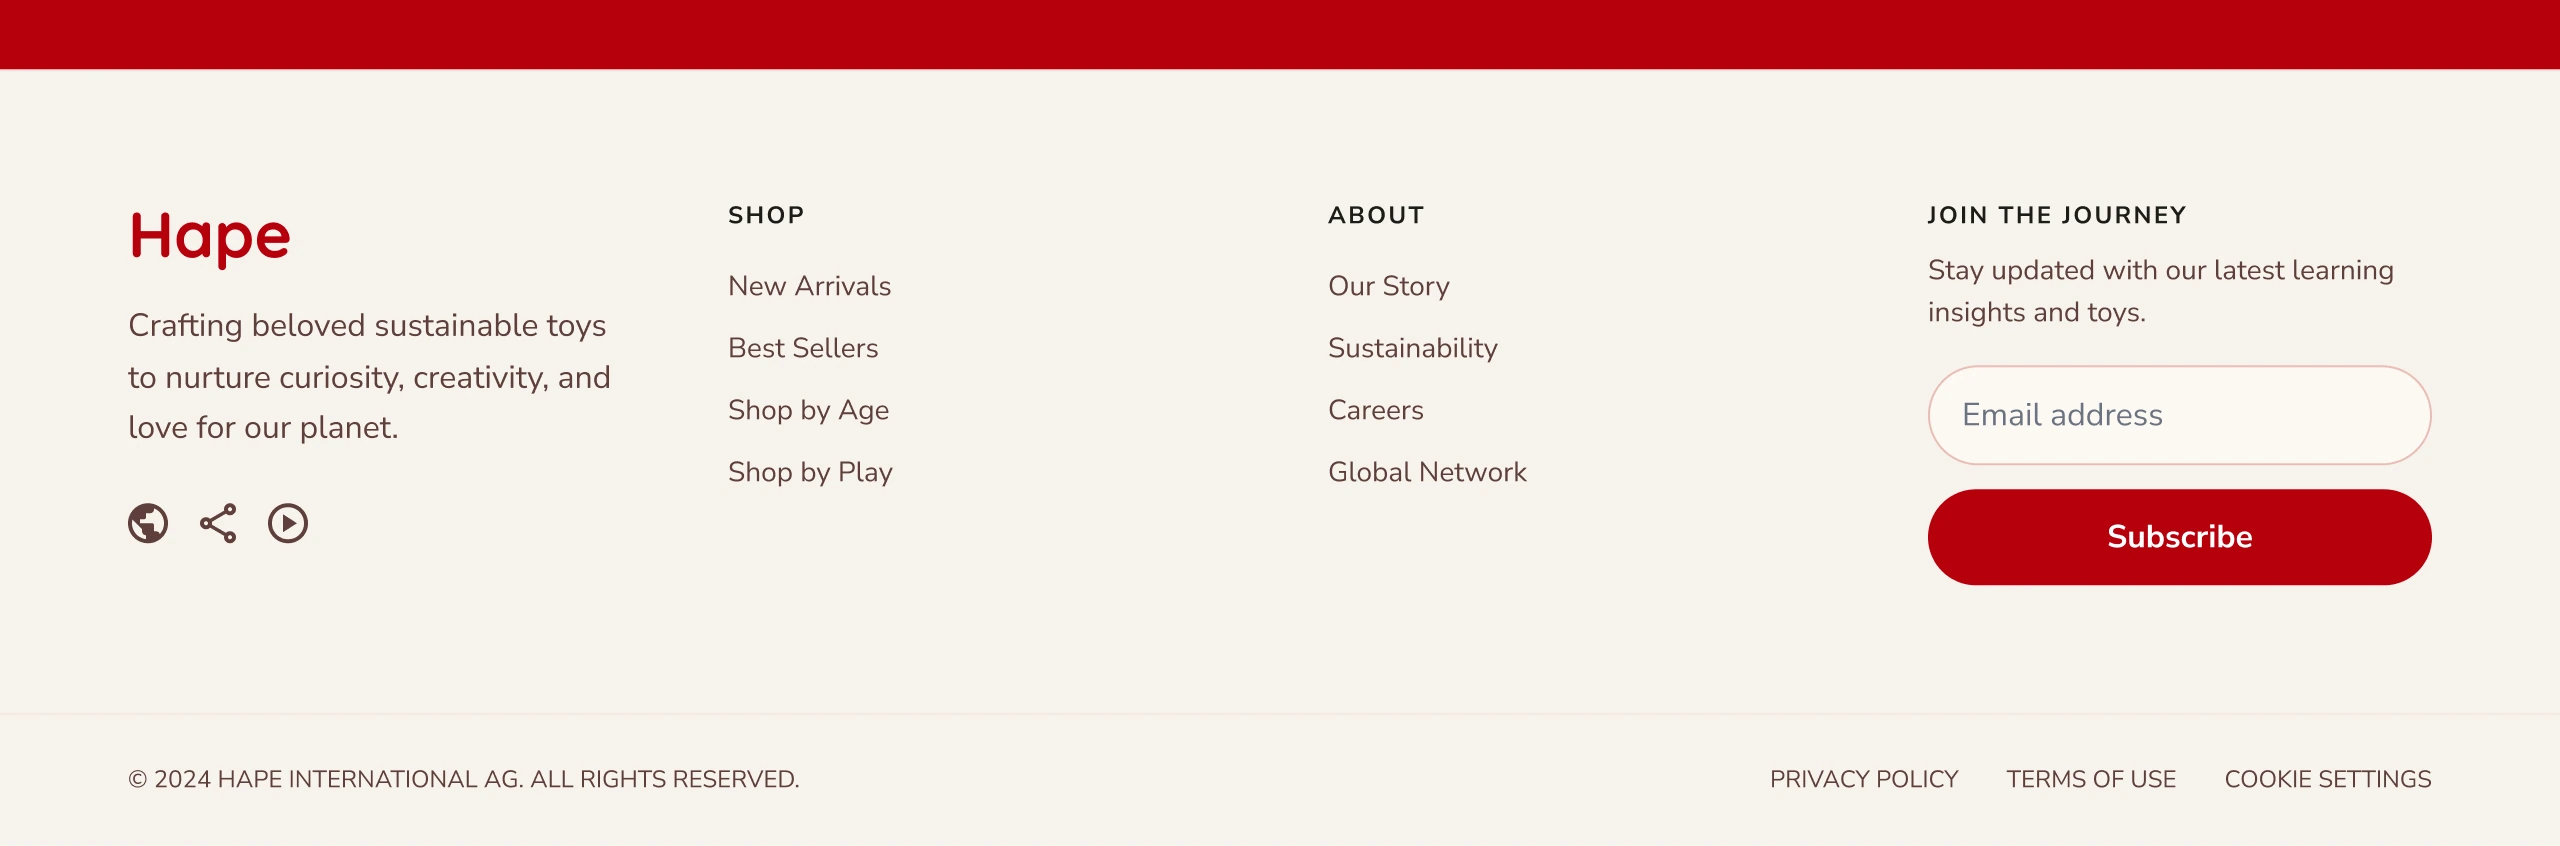 Hape
Crafting beloved sustainable toys
to nurture curiosity, creativity, and
love for our planet.
SHOP
New Arrivals
Best Sellers
Shop by Age
Shop by Play
ABOUT
Our Story
Sustainability
Careers
Global Network
JOIN THE JOURNEY
Stay updated with our latest learning
insights and toys.
Email address
Subscribe
© 2024 HAPE INTERNATIONAL AG. ALL RIGHTS RESERVED.
PRIVACY POLICY TERMS OF USE COOKIE SETTINGS